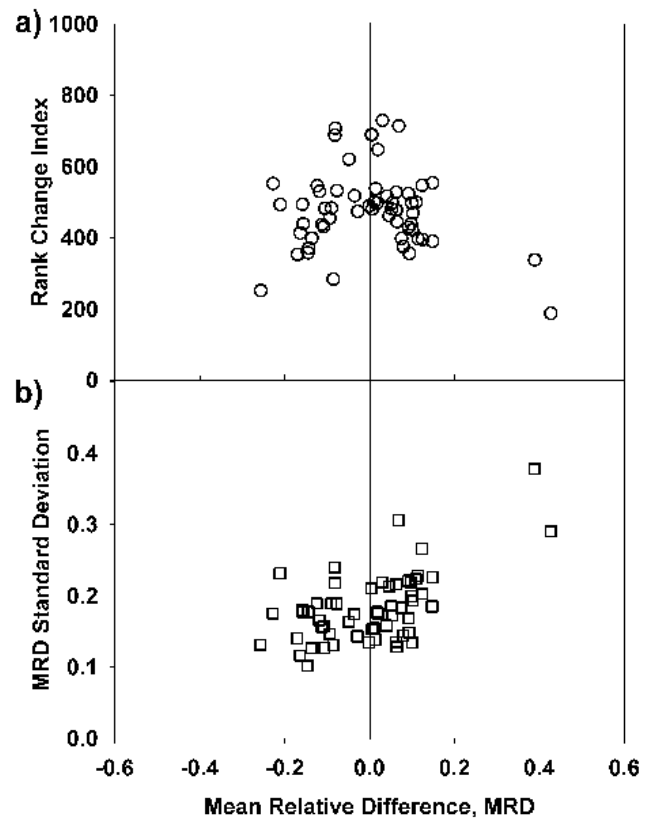 a)
1000
800
600
400
200
0
Rank Change Index
b)
0.4
0.3
0.2
0.1
0.0
MRD Standard Deviation
-0.6 -0.4 -0.2 0.0 0.2 0.4 0.6
Mean Relative Difference, MRD